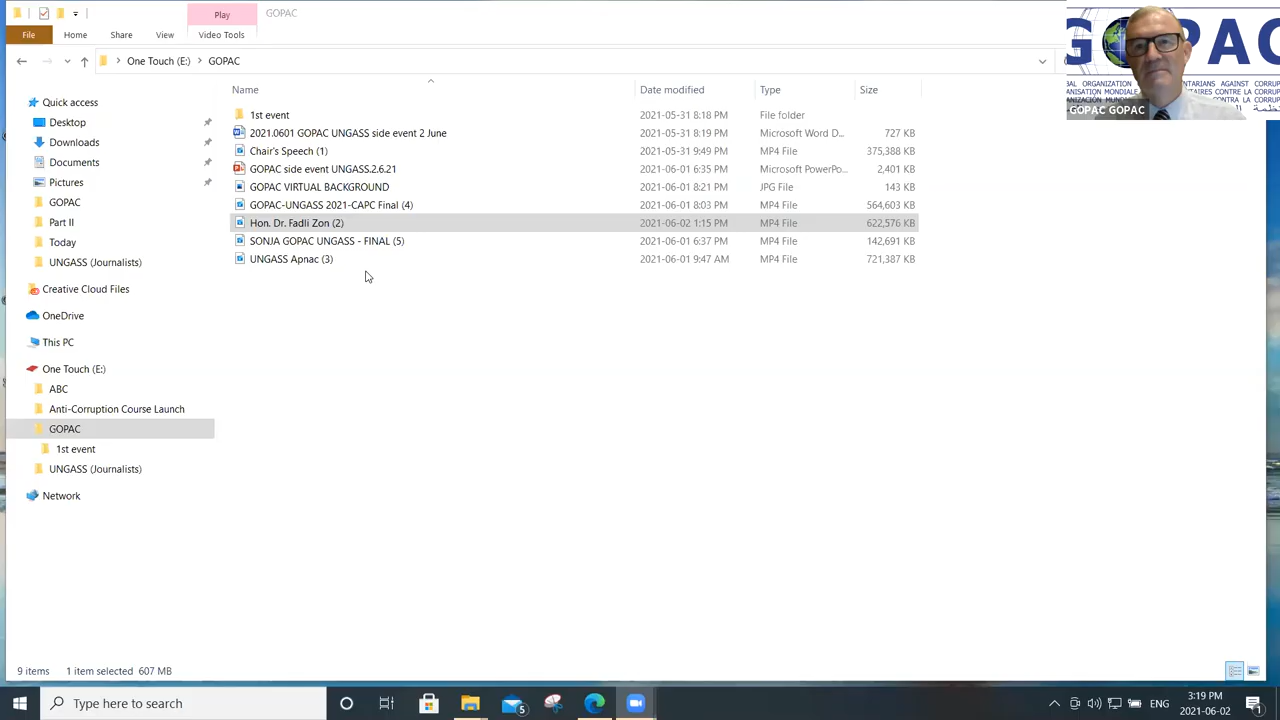 Play
GOPAC
File
Home
Share
View
Video Tools
One Touch (E:)
GOPAC
Name
Date modified
Type
Size
Quick access
Desktop
Downloads
Documents
Pictures
GOPAC
Part II
Today
UNGASS (Journalists)
Creative Cloud Files
OneDrive
This PC
One Touch (E:)
ABC
Anti-Corruption Course Launch
GOPAC
1st event
UNGASS (Journalists)
Network
1st event 2021-05-31 8:18 PM File folder
2021.0601 GOPAC UNGASS side event 2 June 2021-05-31 8:19 PM Microsoft Word D... 727 KB
Chair's Speech (1) 2021-05-31 9:49 PM MP4 File 375,388 KB
GOPAC side event UNGASS.2.6.21 2021-06-01 6:35 PM Microsoft PowerPo... 2,401 KB
GOPAC VIRTUAL BACKGROUND 2021-06-01 8:21 PM JPG File 143 KB
GOPAC-UNGASS 2021-CAPC Final (4) 2021-06-01 8:03 PM MP4 File 564,603 KB
Hon. Dr. Fadli Zon (2) 2021-06-02 1:15 PM MP4 File 622,576 KB
SONJA GOPAC UNGASS - FINAL (5) 2021-06-01 6:37 PM MP4 File 142,691 KB
UNGASS Apnac (3) 2021-06-01 9:47 AM MP4 File 721,387 KB
GOPAC
GOPAC GOPAC
9 items 1 item selected 607 MB
Type here to search
5
ENG
3:19 PM
2021-06-02
1